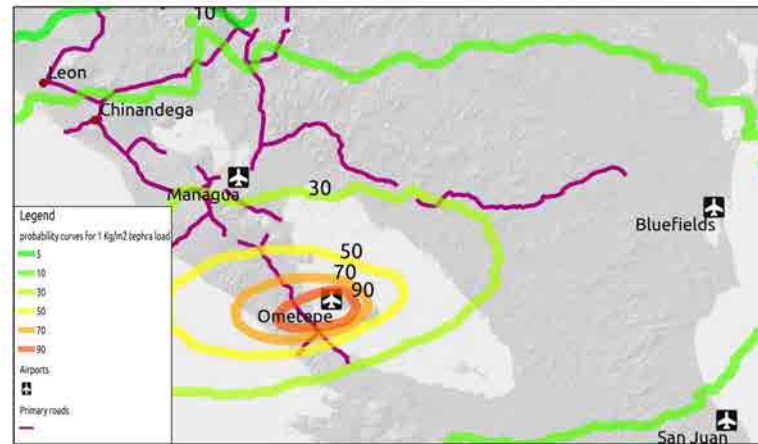 10
Leon
Chinandega
Managua
30
Bluefields
50
70
90
Ometepe
San Juan
Legend
probability curves for 1 Kg/m2 tephra load
5
10
30
50
70
90
Airports
Primary roads